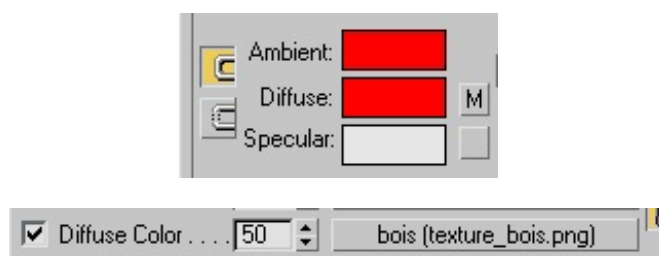 Ambient:
Diffuse: M
Specular:
Diffuse Color . . . . 50 bois (texture_bois.png)